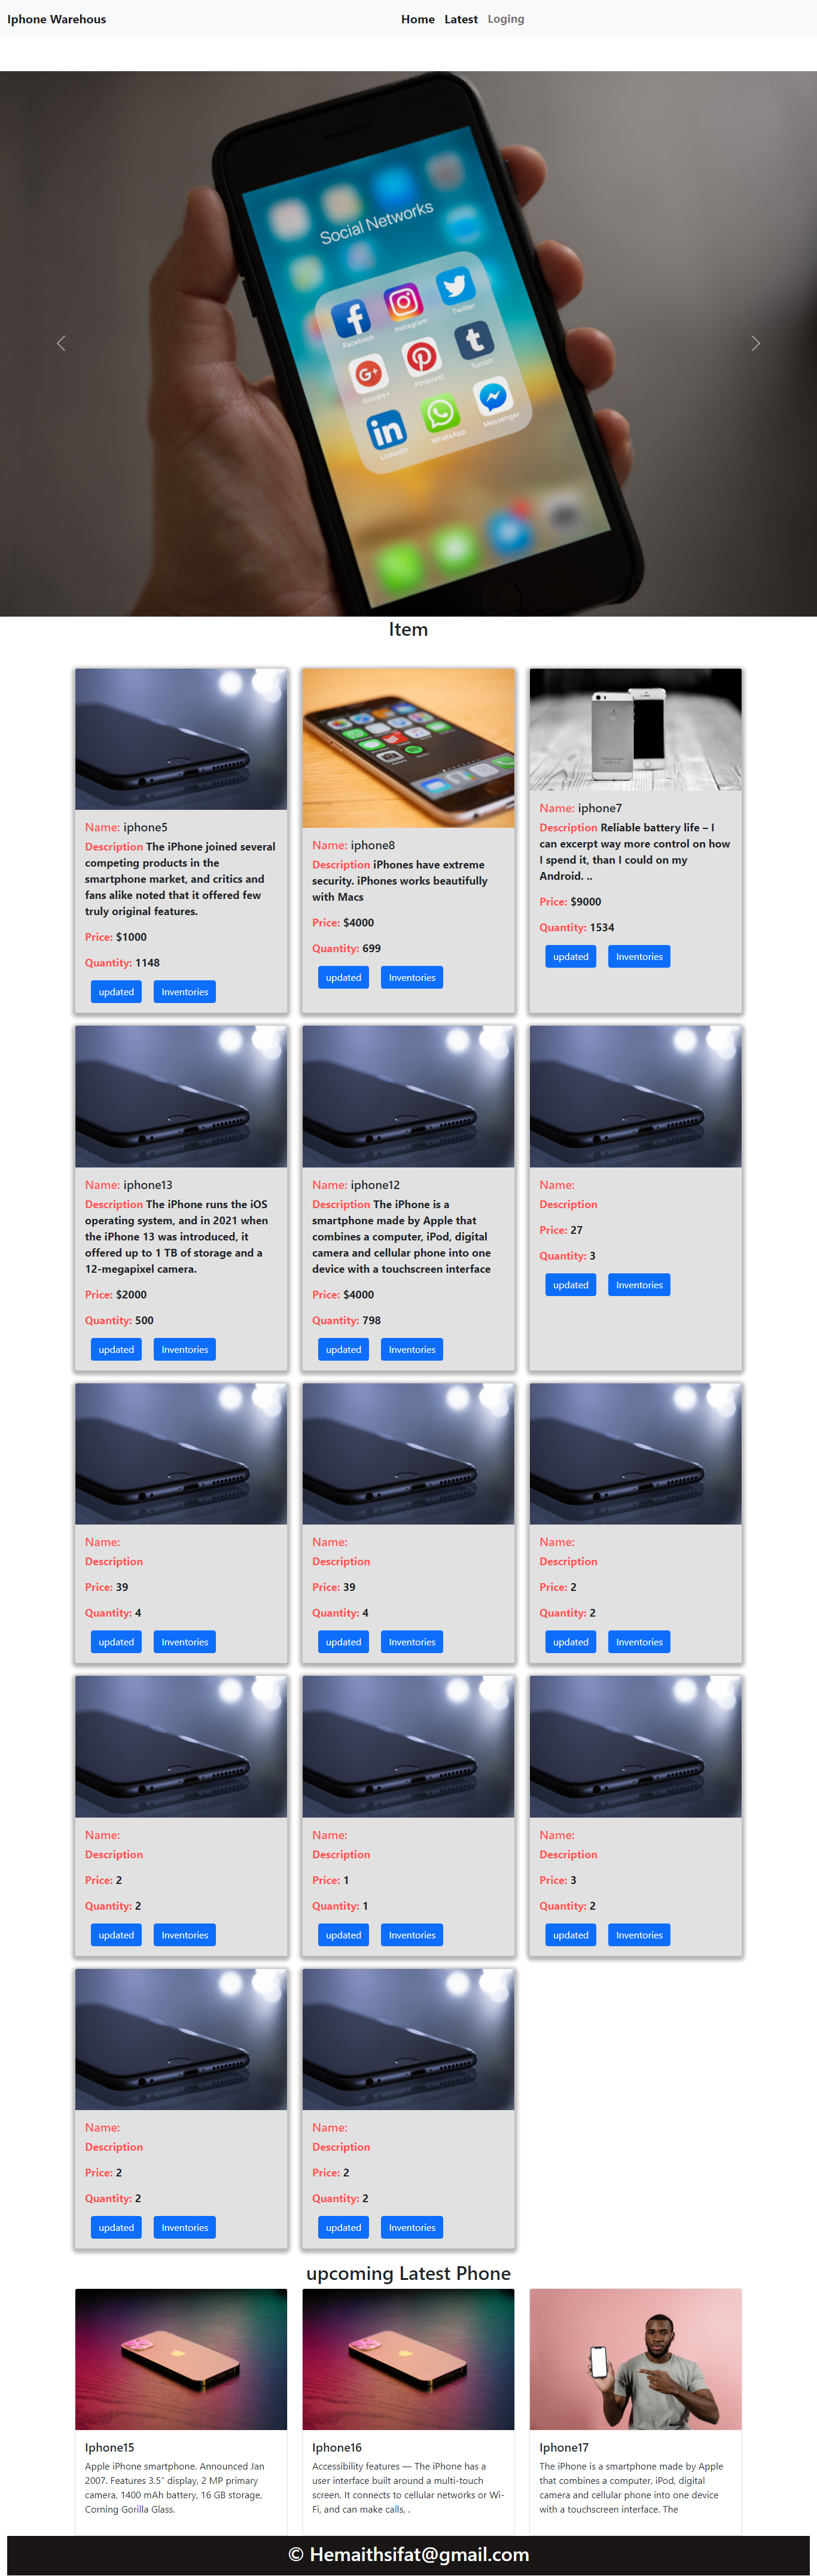 Iphone Warehous
Home Latest Loging
Social Networks
Facebook Instagram Twitter
Google+ Pinterest Tumblr
LinkedIn WhatsApp Messenger
Item
Name: iphone5
Description The iPhone joined several
competing products in the
smartphone market, and critics and
fans alike noted that it offered few
truly original features.
Price: $1000
Quantity: 1148
updated Inventories
Name: iphone8
Description iPhones have extreme
security. iPhones works beautifully
with Macs
Price: $4000
Quantity: 699
updated Inventories
Name: iphone7
Description Reliable battery life – I
can excerpt way more control on how
I spend it, than I could on my
Android. ..
Price: $9000
Quantity: 1534
updated Inventories
Name: iphone13
Description The iPhone runs the iOS
operating system, and in 2021 when
the iPhone 13 was introduced, it
offered up to 1 TB of storage and a
12-megapixel camera.
Price: $2000
Quantity: 500
updated Inventories
Name: iphone12
Description The iPhone is a
smartphone made by Apple that
combines a computer, iPod, digital
camera and cellular phone into one
device with a touchscreen interface
Price: $4000
Quantity: 798
updated Inventories
Name:
Description
Price: 27
Quantity: 3
updated Inventories
Name:
Description
Price: 39
Quantity: 4
updated Inventories
Name:
Description
Price: 39
Quantity: 4
updated Inventories
Name:
Description
Price: 2
Quantity: 2
updated Inventories
Name:
Description
Price: 2
Quantity: 2
updated Inventories
Name:
Description
Price: 1
Quantity: 1
updated Inventories
Name:
Description
Price: 3
Quantity: 2
updated Inventories
Name:
Description
Price: 2
Quantity: 2
updated Inventories
Name:
Description
Price: 2
Quantity: 2
updated Inventories
upcoming Latest Phone
Iphone15
Apple iPhone smartphone. Announced Jan
2007. Features 3.5″ display, 2 MP primary
camera, 1400 mAh battery, 16 GB storage,
Corning Gorilla Glass.
Iphone16
Accessibility features — The iPhone has a
user interface built around a multi-touch
screen. It connects to cellular networks or Wi-
Fi, and can make calls, .
Iphone17
The iPhone is a smartphone made by Apple
that combines a computer, iPod, digital
camera and cellular phone into one device
with a touchscreen interface. The
© Hemaithsifat@gmail.com